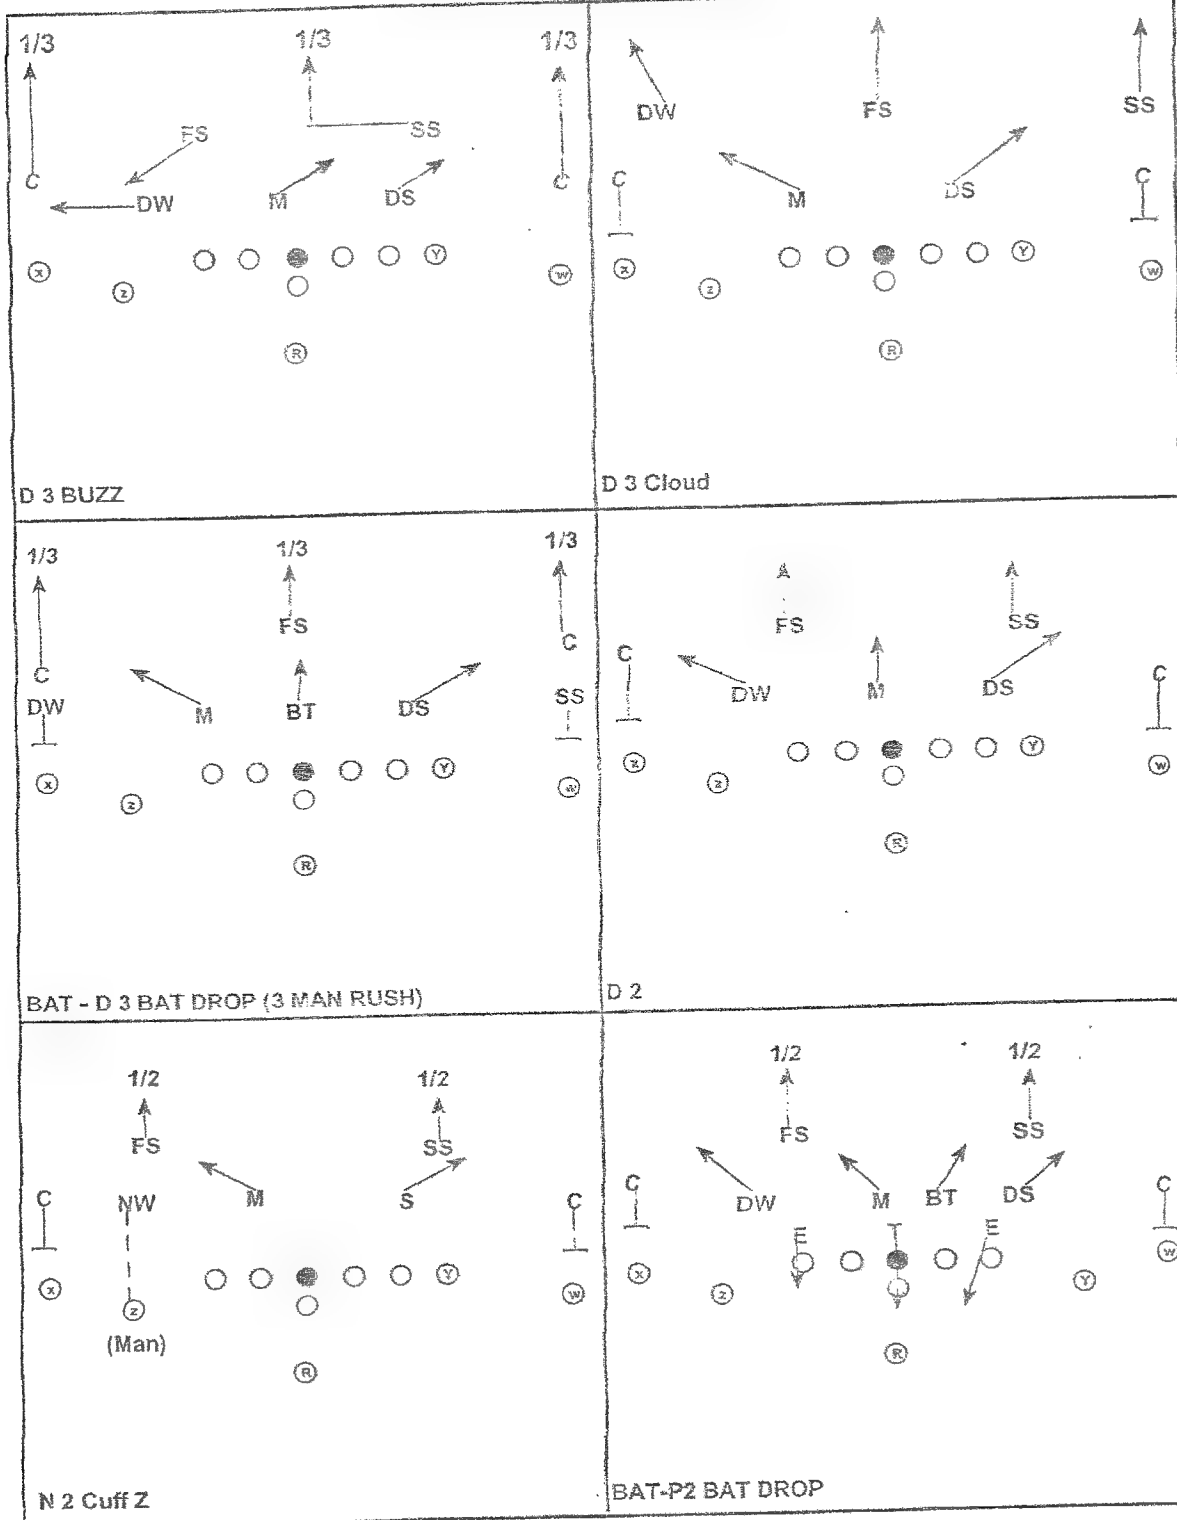 1/3 1/3 1/3
FS SS
C C
DW M DS
Y
X W
Z
R
D 3 BUZZ
DW FS SS
C C
M DS
Y
X W
Z
R
D 3 Cloud
1/3 1/3 1/3
FS
C C
DW SS
M BT DS
Y
X W
Z
R
BAT - D 3 BAT DROP (3 MAN RUSH)
FS SS
C C
DW M DS
Y
W
Z
R
D 2
1/2 1/2
FS SS
C NW M S C
Y
X W
Z
(Man)
R
N 2 Cuff Z
1/2 1/2
FS SS
C C
DW M BT DS
E T E
W
X Y
Z
R
BAT-P2 BAT DROP